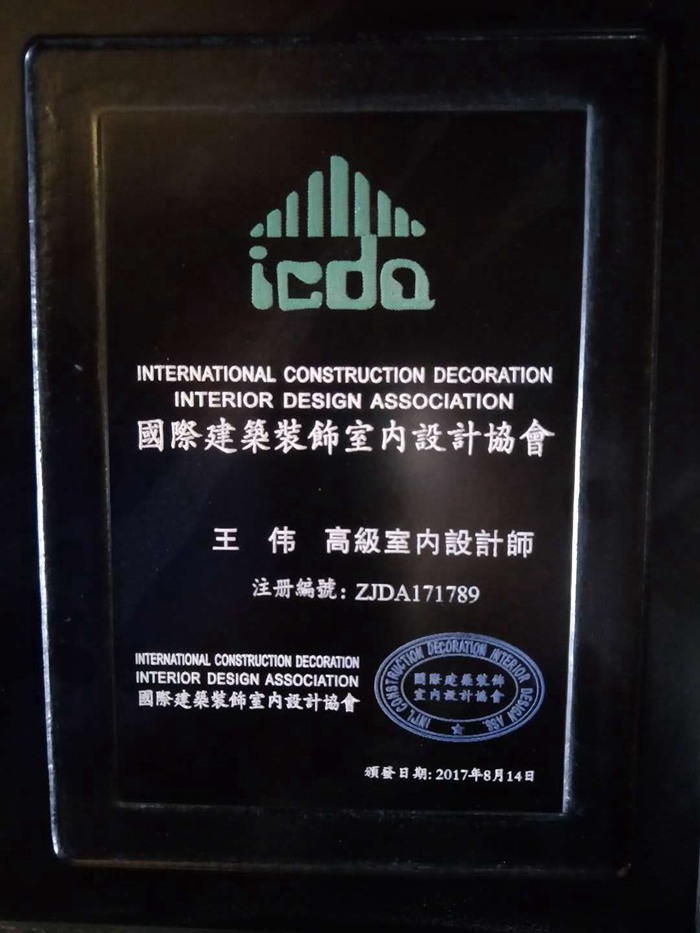 icda
INTERNATIONAL CONSTRUCTION DECORATION
INTERIOR DESIGN ASSOCIATION
國際建築裝飾室内設計協會
王 伟 高級室内設計師
注册編號: ZJDA171789
INTERNATIONAL CONSTRUCTION DECORATION
INTERIOR DESIGN ASSOCIATION
國際建築裝飾室内設計協會
INT'L CONSTRUCTION DECORATION INTERIOR DESIGN ASS.
國際建築裝飾
室内設計協會
頒發日期: 2017年8月14日